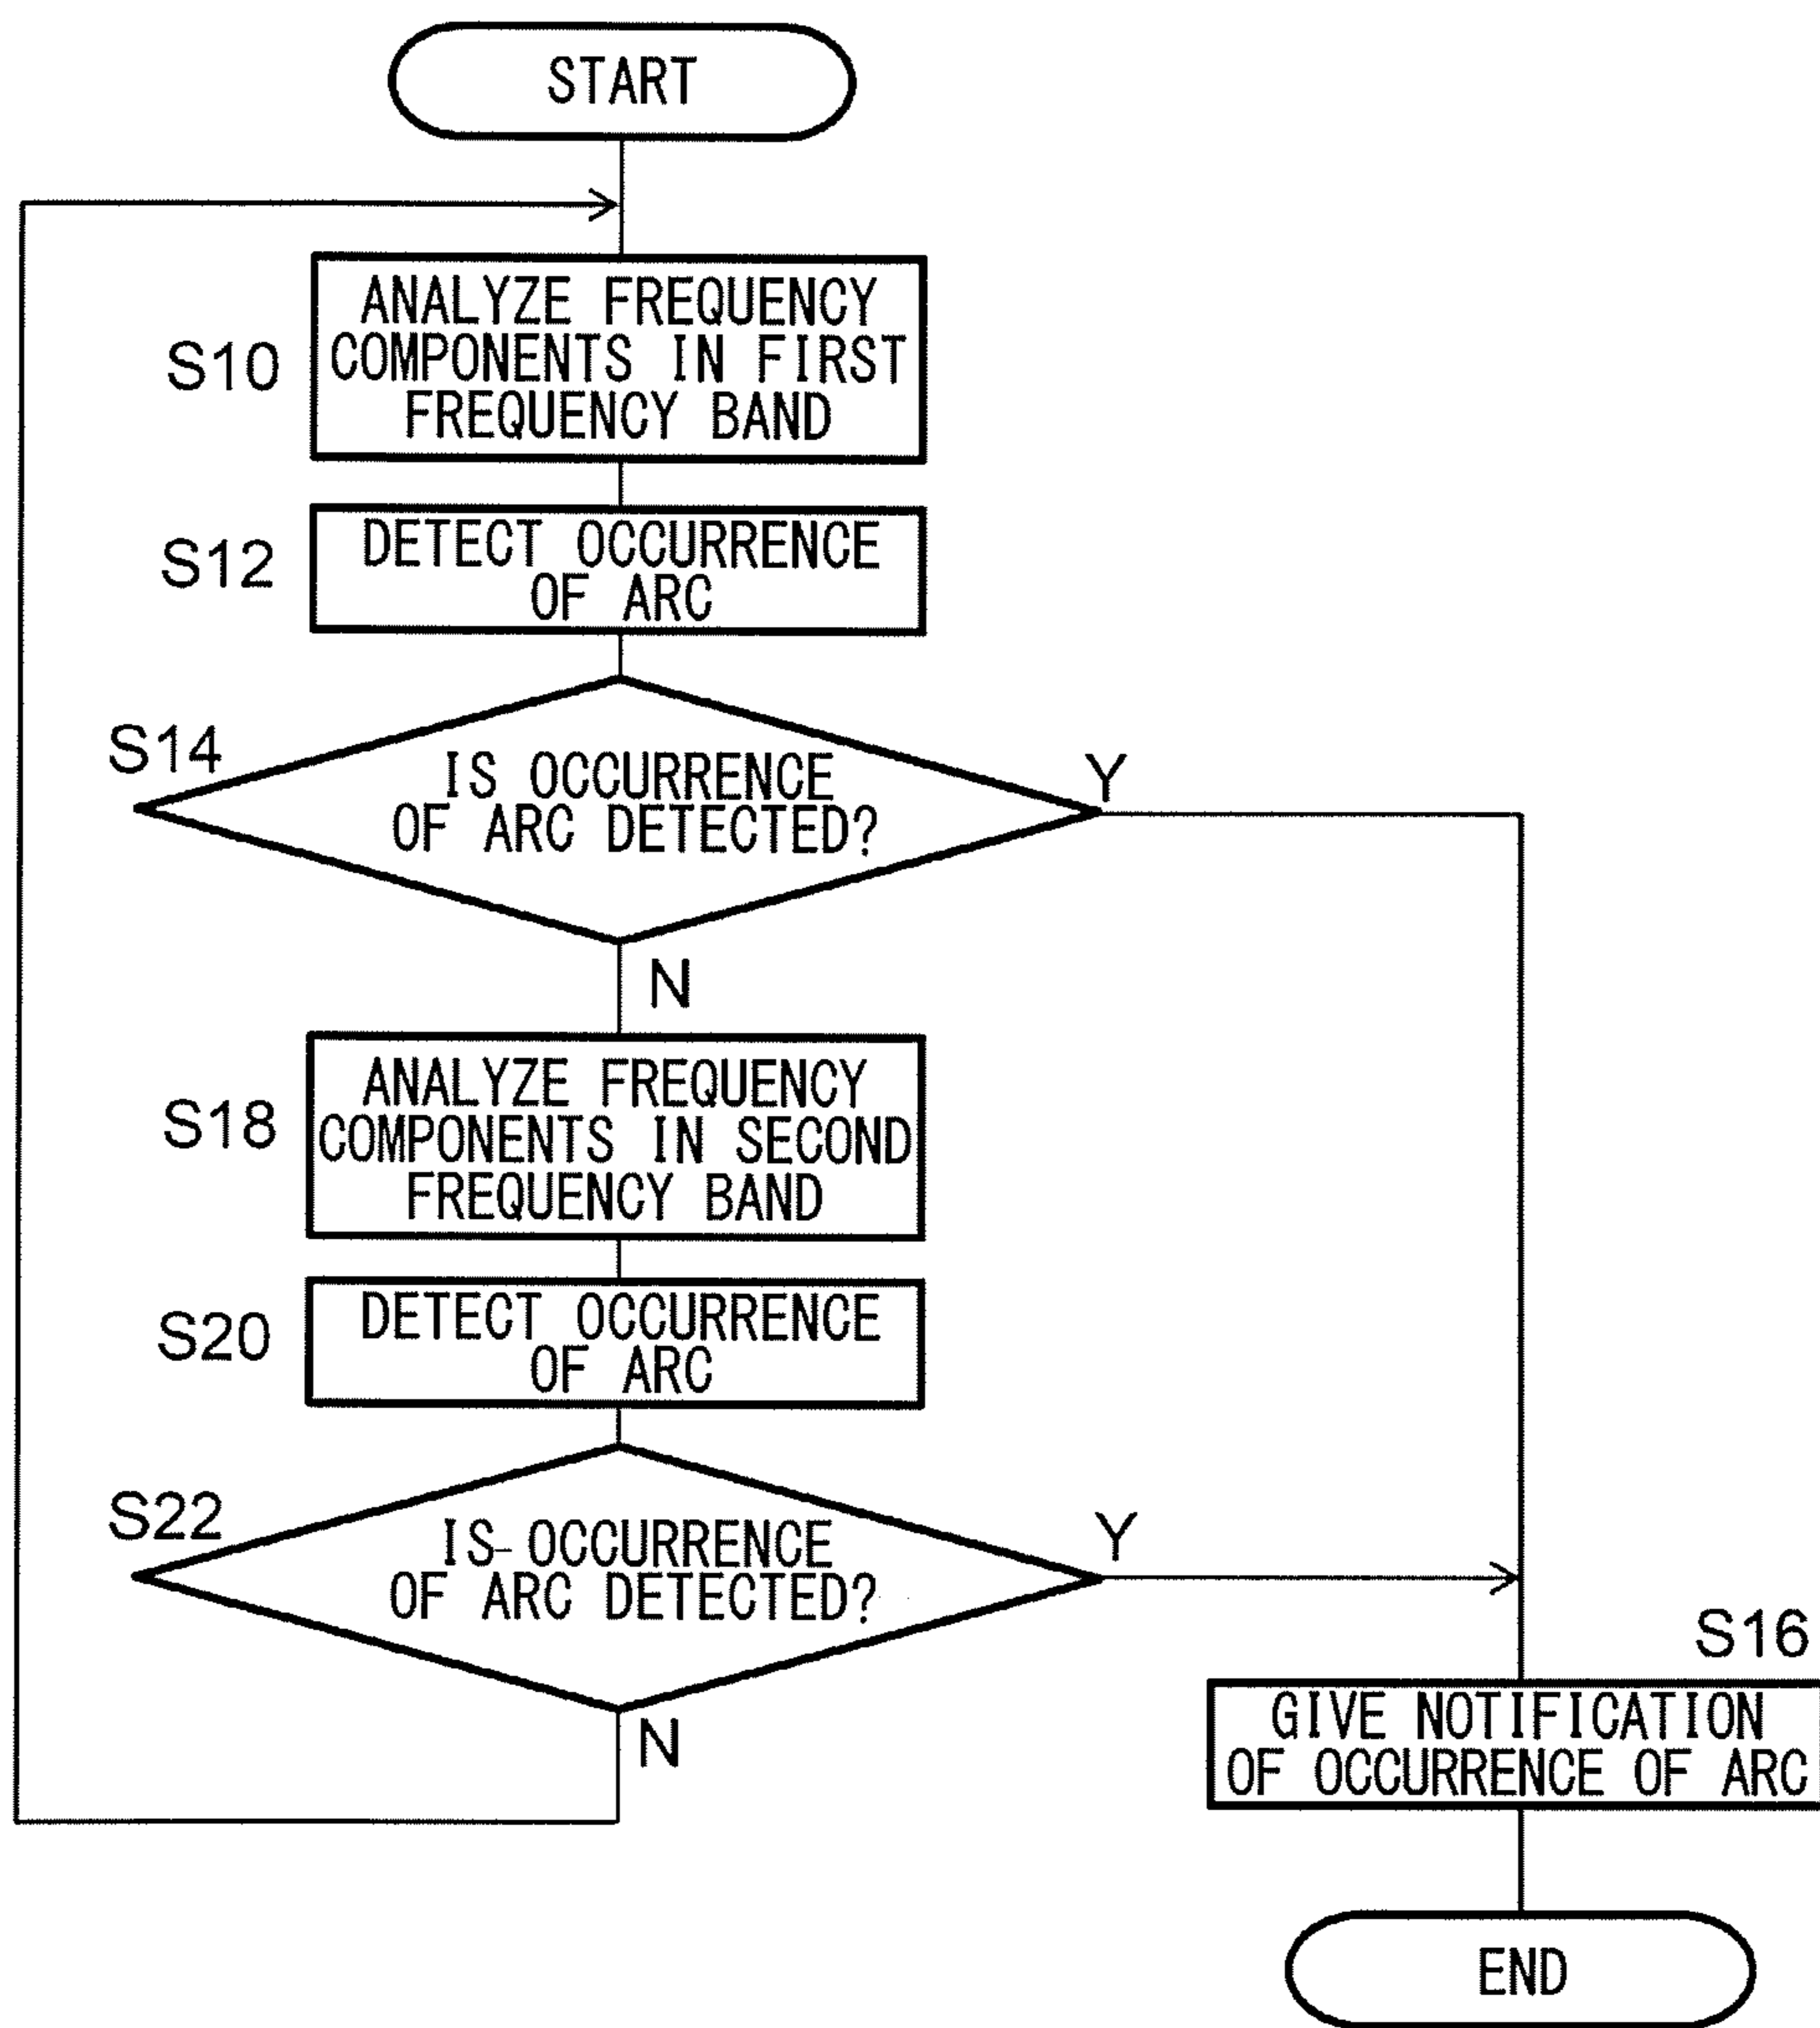 START
ANALYZE FREQUENCY
COMPONENTS IN FIRST
FREQUENCY BAND
S10
DETECT OCCURRENCE
OF ARC
S12
S14
IS OCCURRENCE
OF ARC DETECTED?
Y
N
ANALYZE FREQUENCY
COMPONENTS IN SECOND
FREQUENCY BAND
S18
DETECT OCCURRENCE
OF ARC
S20
S22
IS OCCURRENCE
OF ARC DETECTED?
Y
N
S16
GIVE NOTIFICATION
OF OCCURRENCE OF ARC
END